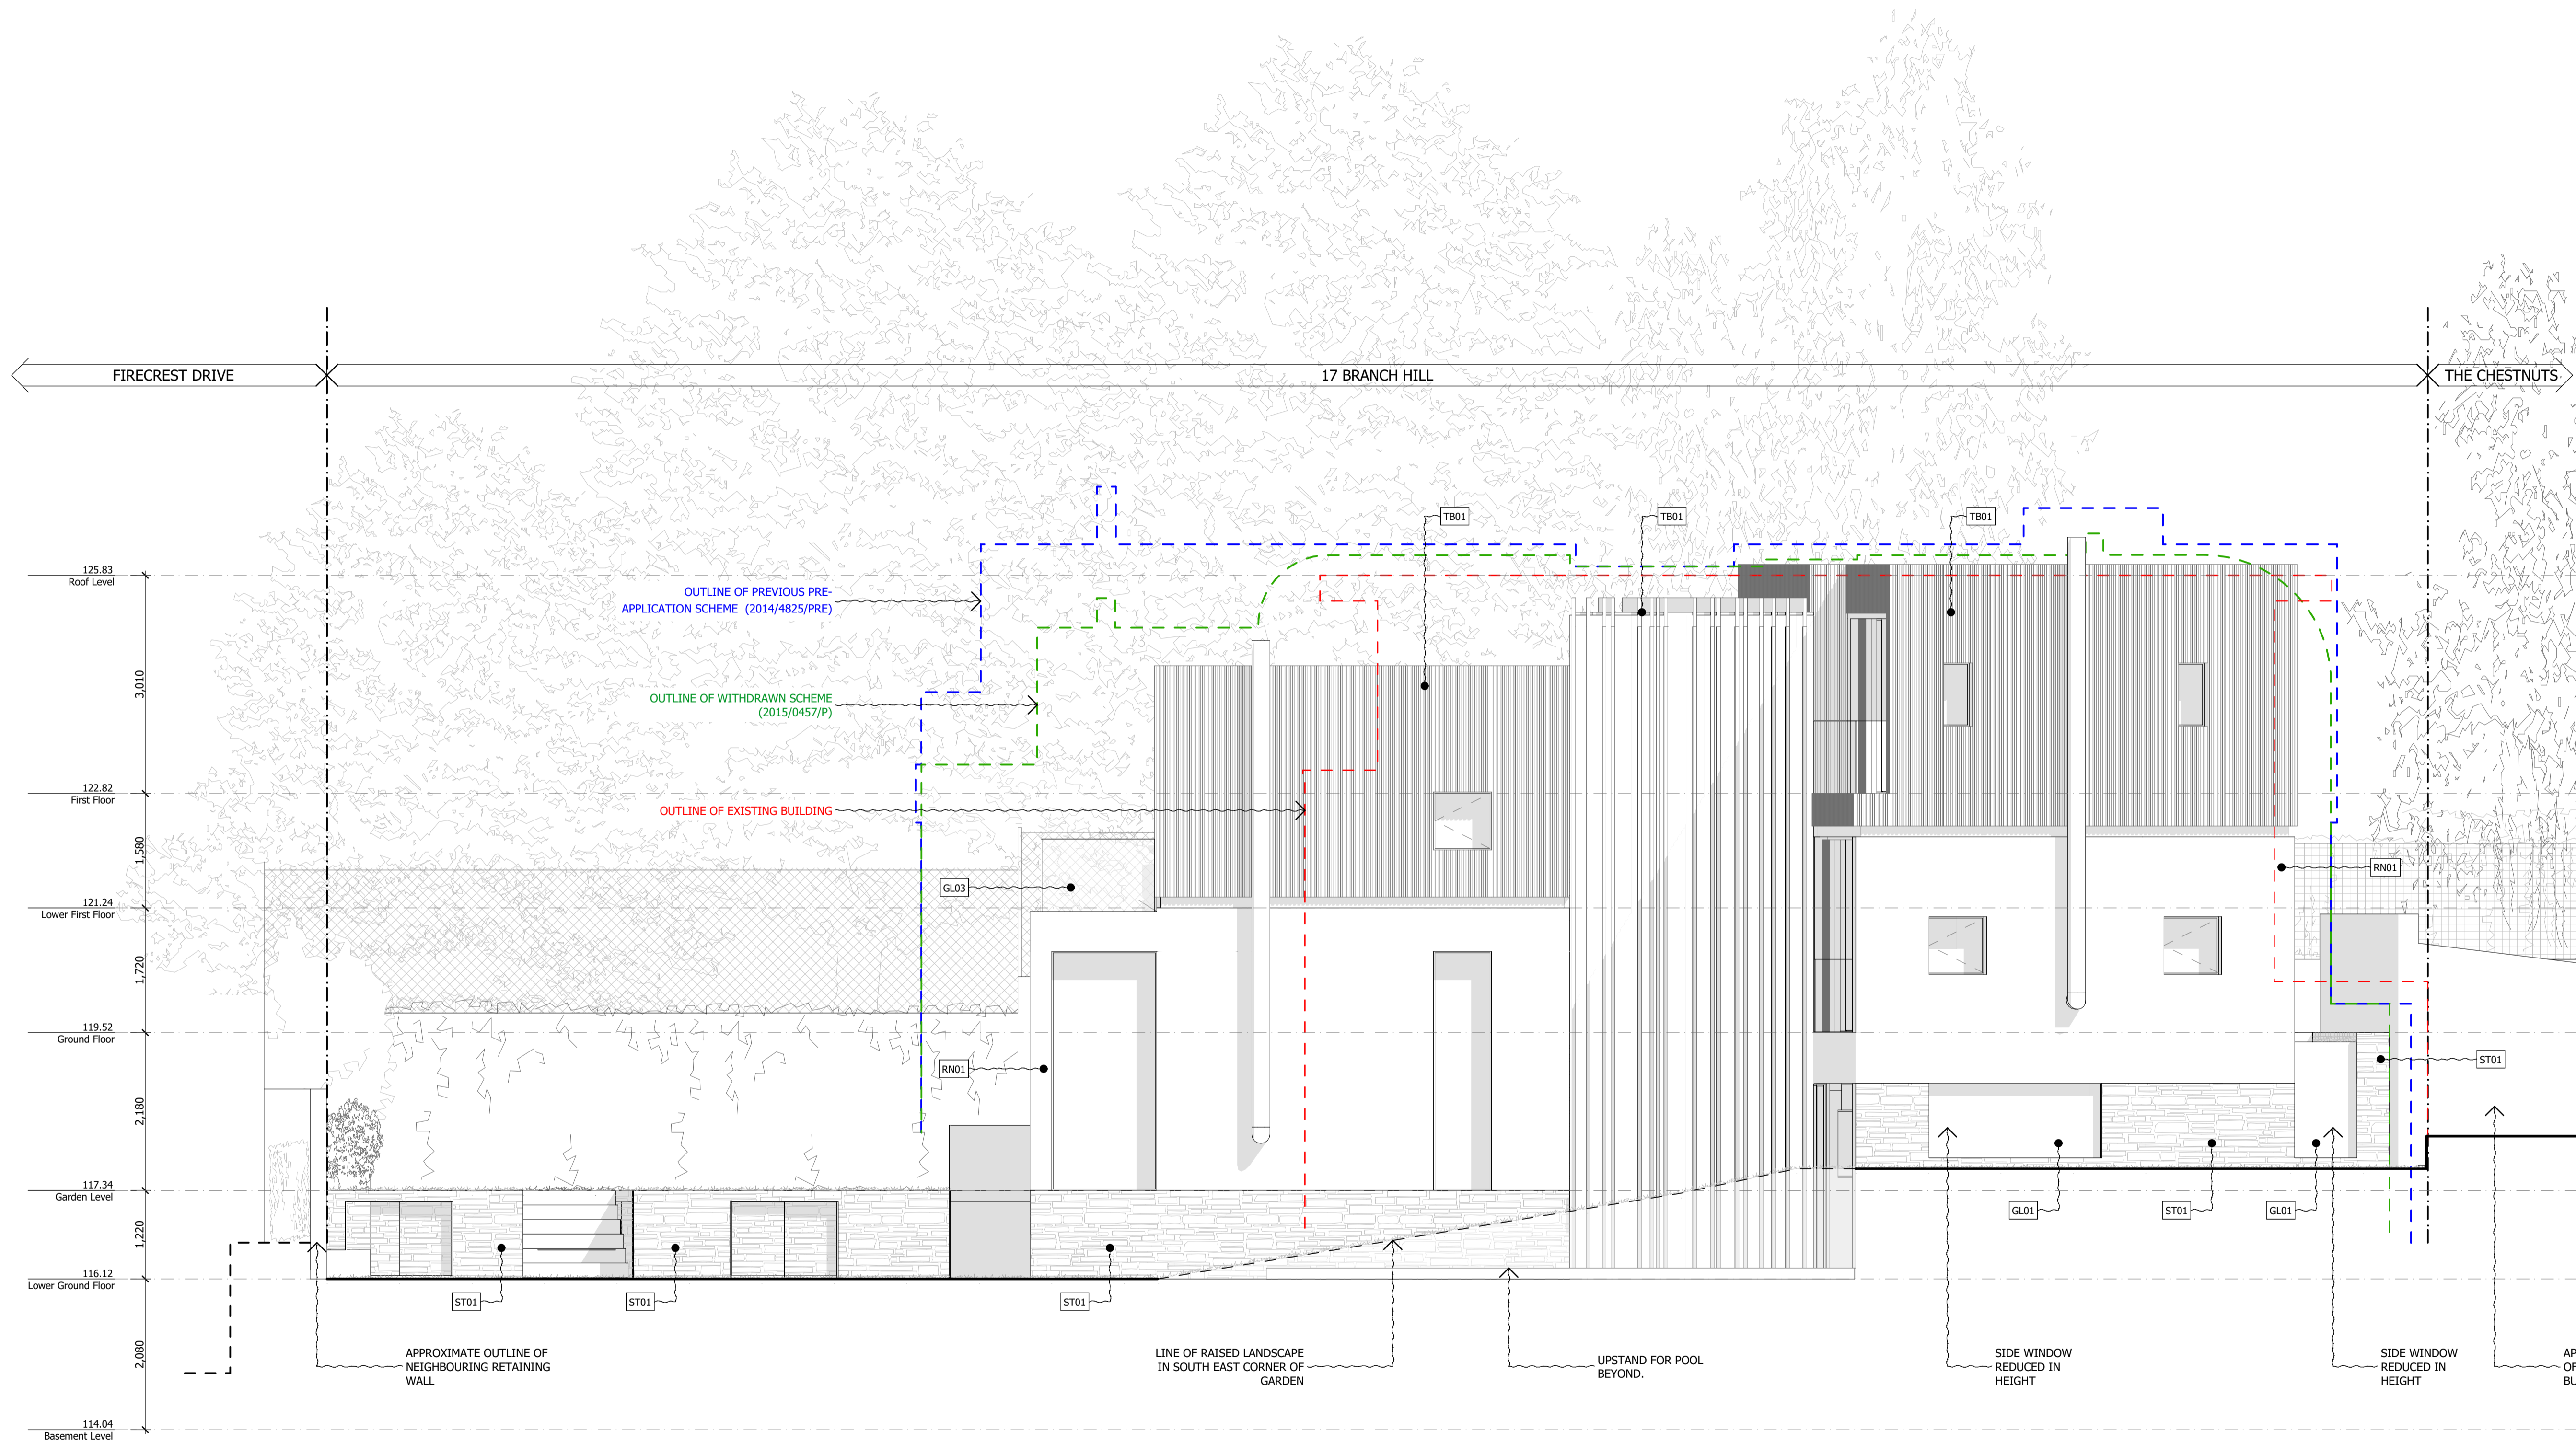 FIRECREST DRIVE
17 BRANCH HILL
THE CHESTNUTS
TB01
TB01
TB01
125.83
Roof Level
OUTLINE OF PREVIOUS PRE-
APPLICATION SCHEME (2014/4825/PRE)
3,010
OUTLINE OF WITHDRAWN SCHEME
(2015/0457/P)
122.82
First Floor
OUTLINE OF EXISTING BUILDING
1,580
GL03
RN01
121.24
Lower First Floor
1,720
119.52
Ground Floor
RN01
ST01
2,180
117.34
Garden Level
GL01
ST01
GL01
1,220
116.12
Lower Ground Floor
ST01
ST01
ST01
2,080
APPROXIMATE OUTLINE OF
NEIGHBOURING RETAINING
WALL
LINE OF RAISED LANDSCAPE
IN SOUTH EAST CORNER OF
GARDEN
UPSTAND FOR POOL
BEYOND.
SIDE WINDOW
REDUCED IN
HEIGHT
SIDE WINDOW
REDUCED IN
HEIGHT
114.04
Basement Level